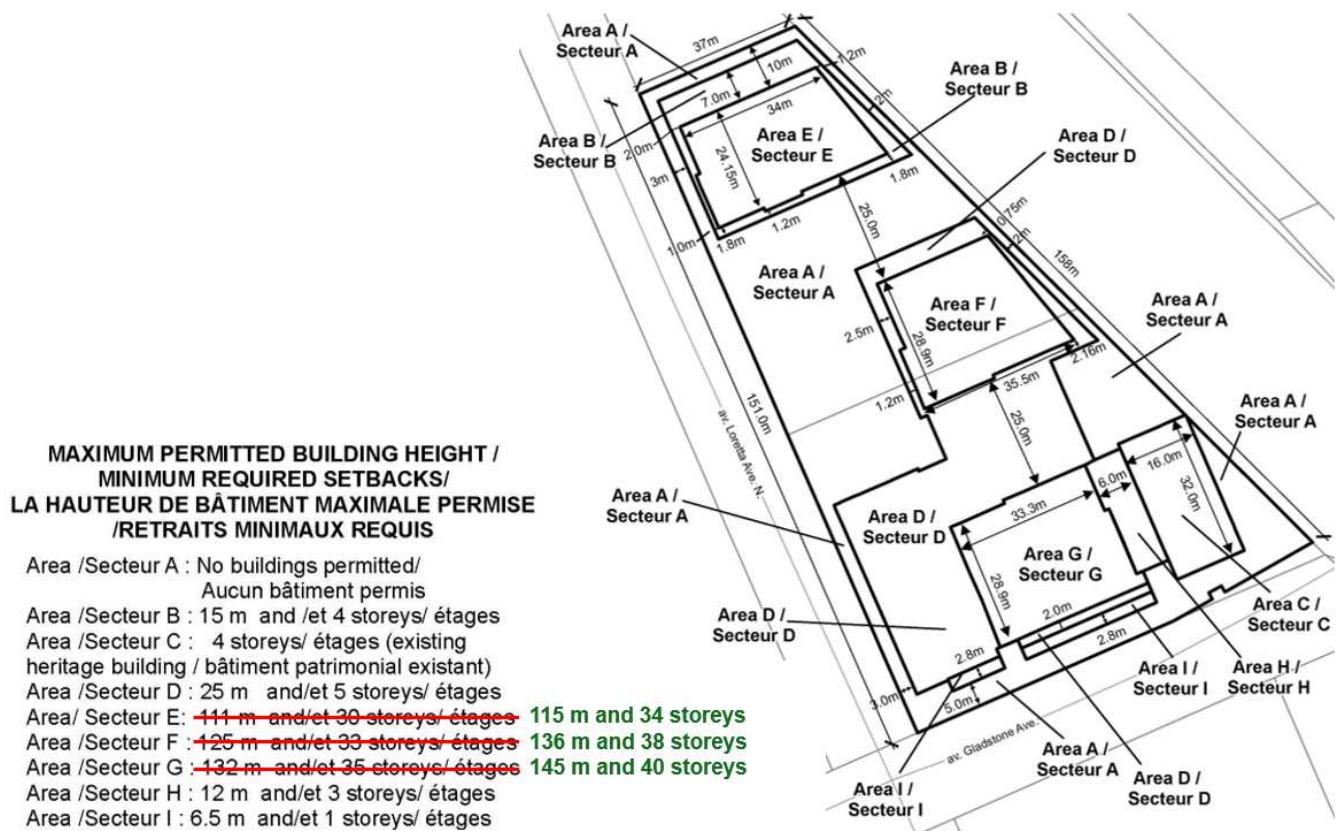 Area A /
Secteur A
37m
10m
1.2m
Area B /
Secteur B
7.0m
34m
2m
Area B /
Secteur B
2.0m
Area E /
Secteur E
Area D /
Secteur D
24.15m
3m
1.8m
1.2m
25.0m
0.75m
1.0m
1.8m
2m
158m
Area A /
Secteur A
Area A /
Secteur A
Area F /
Secteur F
2.5m
28.9m
2.16m
35.5m
151.0m
1.2m
av. Loretta Ave. N.
25.0m
Area A /
Secteur A
16.0m
6.0m
32.0m
Area A /
Secteur A
33.3m
Area D /
Secteur D
Area G /
Secteur G
28.9m
2.0m
Area C /
Secteur C
Area D /
Secteur D
2.8m
2.8m
Area I /
Secteur I
Area H /
Secteur H
3.0m
5.0m
av. Gladstone Ave.
Area A /
Secteur A
Area D /
Secteur D
Area I /
Secteur I
MAXIMUM PERMITTED BUILDING HEIGHT /
MINIMUM REQUIRED SETBACKS/
LA HAUTEUR DE BÂTIMENT MAXIMALE PERMISE
/RETRAITS MINIMAUX REQUIS
Area /Secteur A : No buildings permitted/
Aucun bâtiment permis
Area /Secteur B : 15 m and /et 4 storeys/ étages
Area /Secteur C : 4 storeys/ étages (existing
heritage building / bâtiment patrimonial existant)
Area /Secteur D : 25 m and/et 5 storeys/ étages
Area/ Secteur E: 111 m and/et 30 storeys/ étages 115 m and 34 storeys
Area /Secteur F : 125 m and/et 33 storeys/ étages 136 m and 38 storeys
Area /Secteur G : 132 m and/et 35 storeys/ étages 145 m and 40 storeys
Area /Secteur H : 12 m and/et 3 storeys/ étages
Area /Secteur I : 6.5 m and/et 1 storeys/ étages